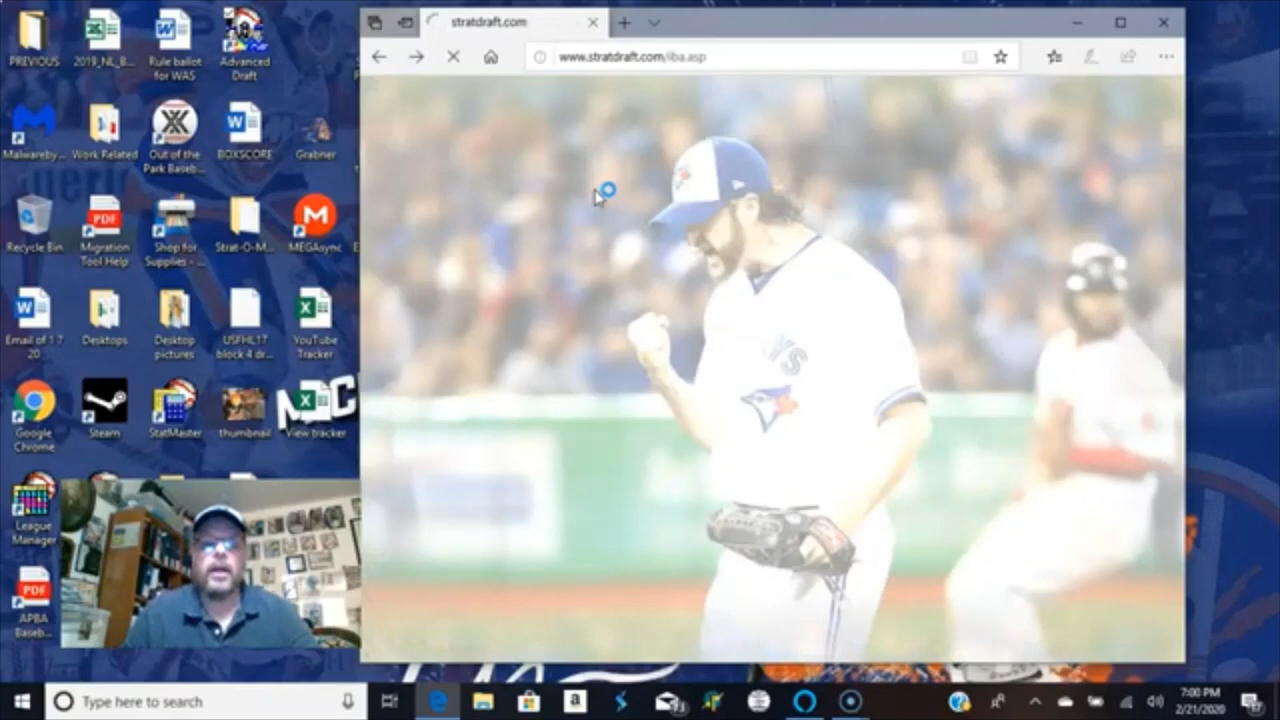 stratdraft.com
www.stratdraft.com/iba.asp
PREVIOUS
2019_NL_B...
Rule ballot for WAS
Advanced Draft
Malwareby...
Work Related
Out of the Park Baseb...
BOXSCORE
Grabner
Recycle Bin
Migration Tool Help
Shop for Supplies - ...
Strat-O-M...
MEGAsync
Email of 1 7 20
Desktops
Desktop pictures
USFHL17 block 4 dr...
YouTube Tracker
Google Chrome
Steam
StatMaster
thumbnail
View tracker
League Manager
APBA Baseb...
PDF
PDF
Type here to search
7:00 PM
2/21/2020